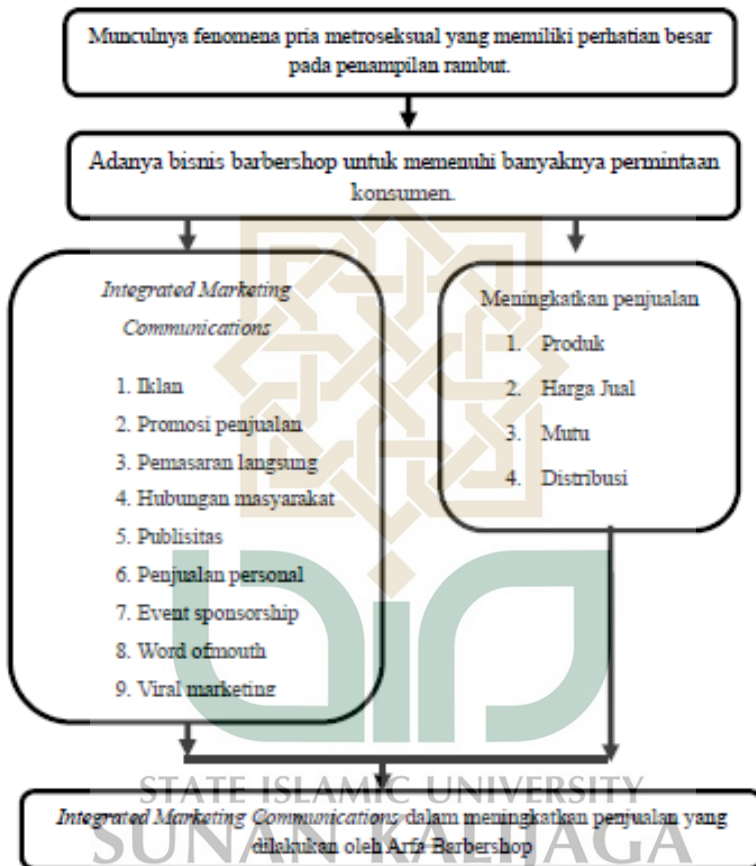 Munculnya fenomena pria metroseksual yang memiliki perhatian besar
pada penampilan rambut.
Adanya bisnis barbershop untuk memenuhi banyaknya permintaan
konsumen.
Integrated Marketing
Communications
1. Iklan
2. Promosi penjualan
3. Pemasaran langsung
4. Hubungan masyarakat
5. Publisitas
6. Penjualan personal
7. Event sponsorship
8. Word ofmouth
9. Viral marketing
Meningkatkan penjualan
1. Produk
2. Harga Jual
3. Mutu
4. Distribusi
STATE ISLAMIC UNIVERSITY
Integrated Marketing Communications dalam meningkatkan penjualan yang
dilakukan oleh Arfa Barbershop
SUNAN KALIJAGA